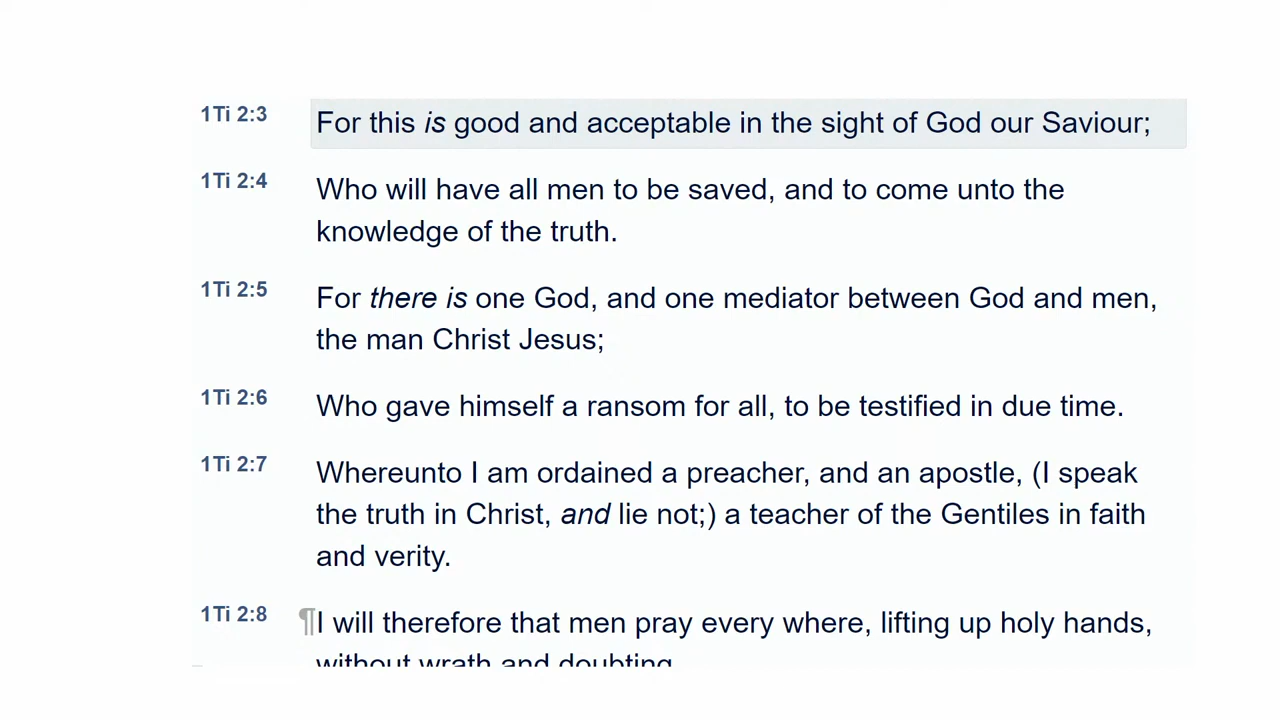 1Ti 2:3 For this is good and acceptable in the sight of God our Saviour;
1Ti 2:4 Who will have all men to be saved, and to come unto the
knowledge of the truth.
1Ti 2:5 For there is one God, and one mediator between God and men,
the man Christ Jesus;
1Ti 2:6 Who gave himself a ransom for all, to be testified in due time.
1Ti 2:7 Whereunto I am ordained a preacher, and an apostle, (I speak
the truth in Christ, and lie not;) a teacher of the Gentiles in faith
and verity.
1Ti 2:8 ¶I will therefore that men pray every where, lifting up holy hands,
without wrath and doubting